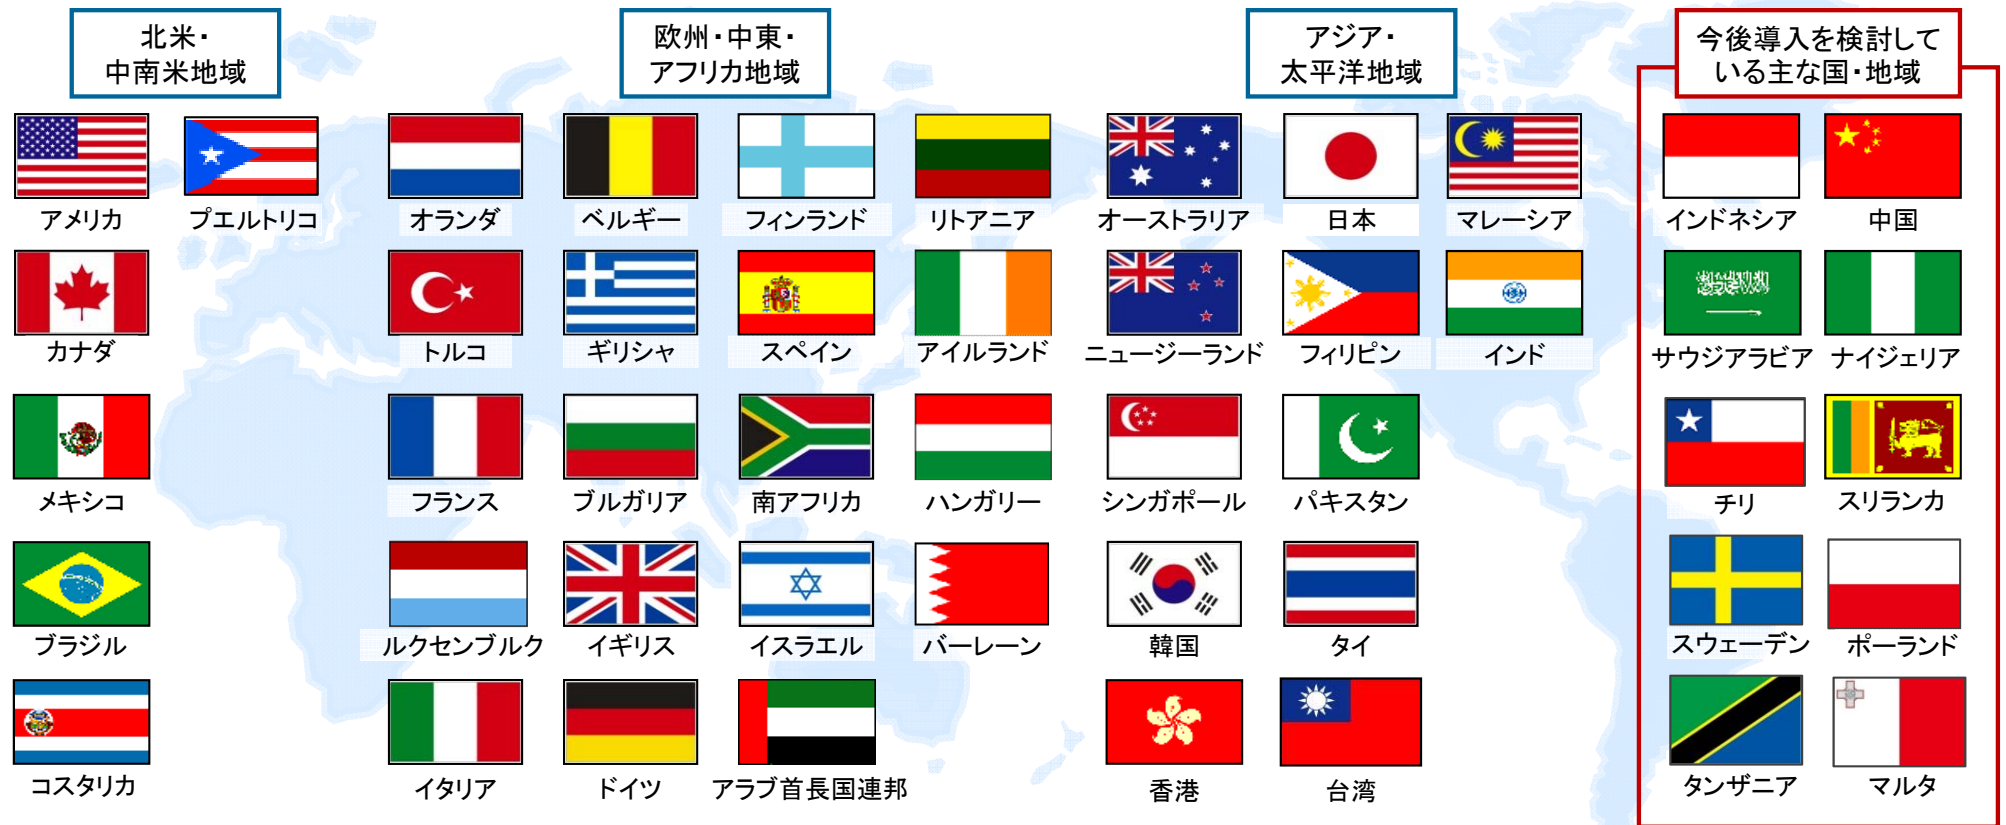 北米・
中南米地域
欧州・中東・
アフリカ地域
アジア・
太平洋地域
今後導入を検討して
いる主な国・地域
アメリカ
プエルトリコ
オランダ
ベルギー
フィンランド
リトアニア
オーストラリア
日本
マレーシア
インドネシア
中国
カナダ
トルコ
ギリシャ
スペイン
アイルランド
ニュージーランド
フィリピン
インド
サウジアラビア
ナイジェリア
メキシコ
フランス
ブルガリア
南アフリカ
ハンガリー
シンガポール
パキスタン
チリ
スリランカ
ブラジル
ルクセンブルク
イギリス
イスラエル
バーレーン
韓国
タイ
スウェーデン
ポーランド
コスタリカ
イタリア
ドイツ
アラブ首長国連邦
香港
台湾
タンザニア
マルタ